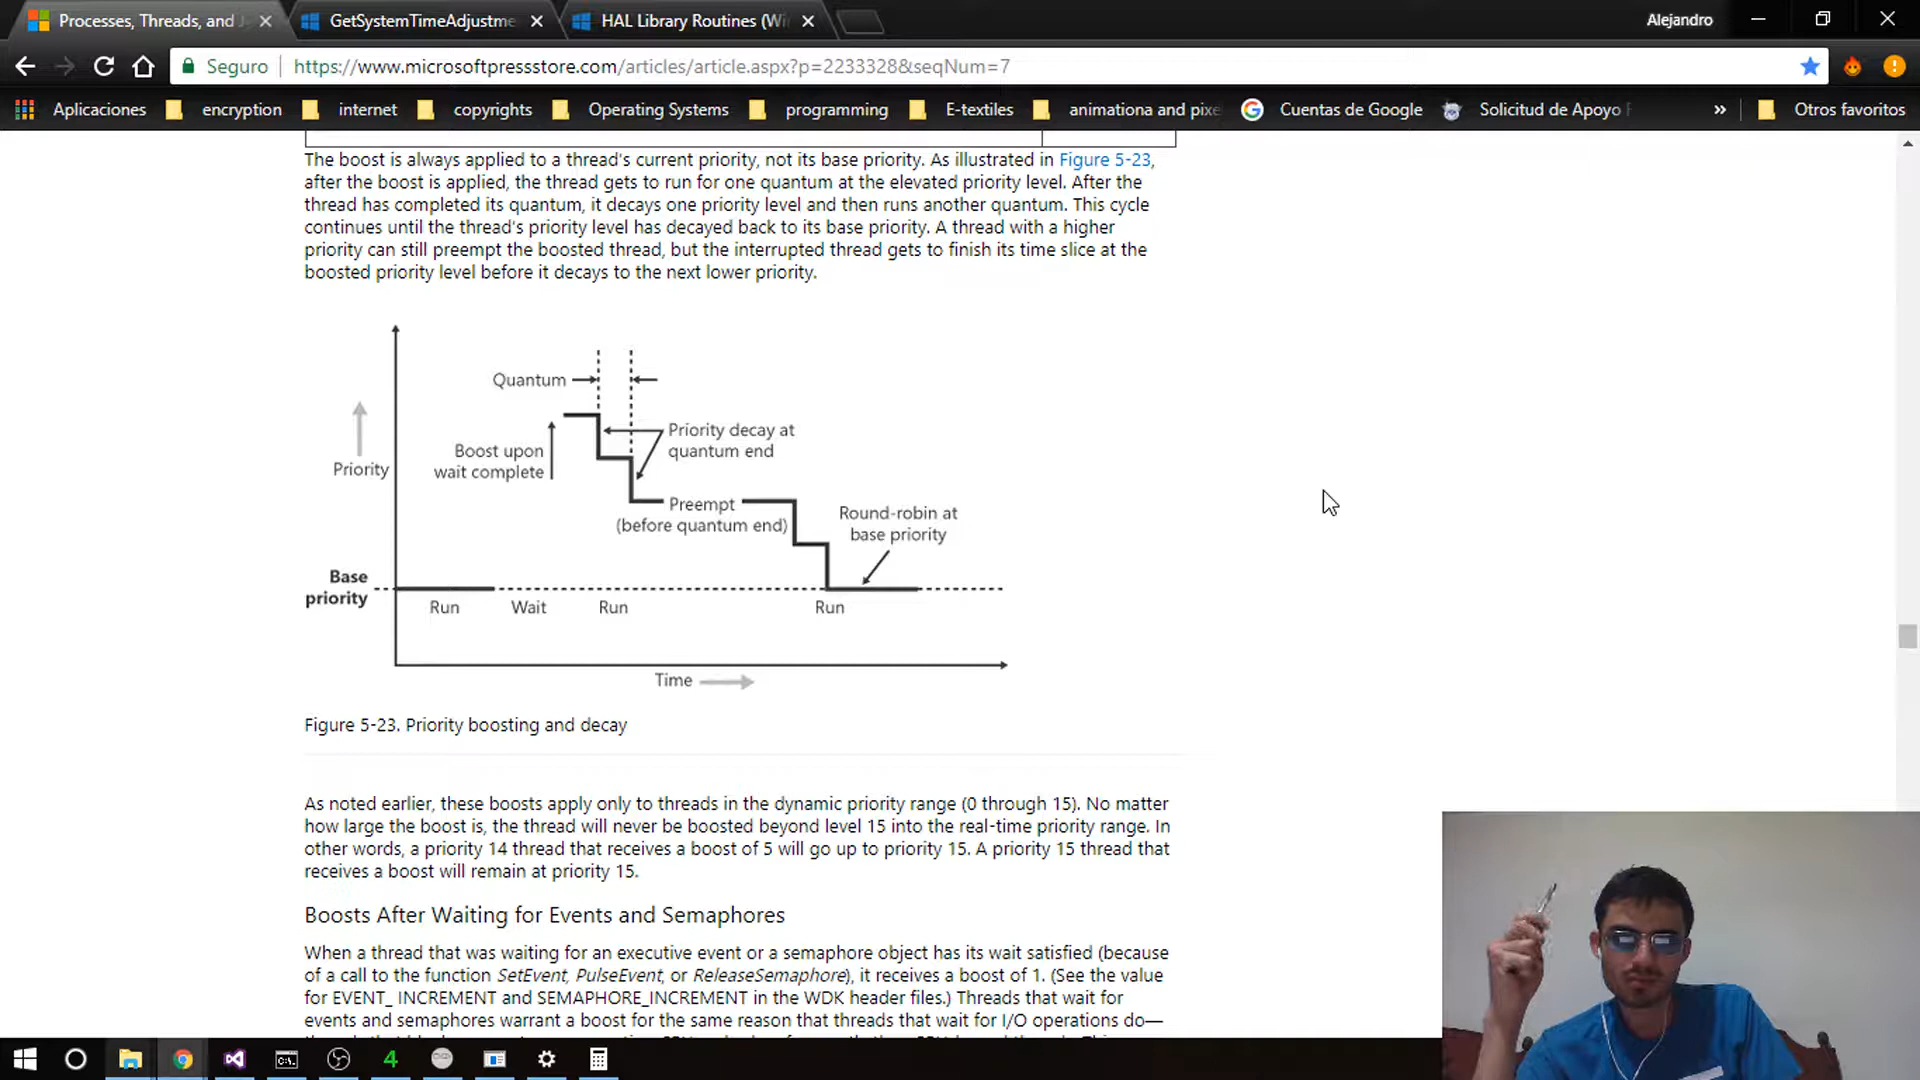 Processes, Threads, and J
GetSystemTimeAdjustme
HAL Library Routines (Wi
Alejandro
Seguro
https://www.microsoftpressstore.com/articles/article.aspx?p=2233328&seqNum=7
Aplicaciones
encryption
internet
copyrights
Operating Systems
programming
E-textiles
animationa and pixe
Cuentas de Google
Solicitud de Apoyo
»
Otros favoritos
The boost is always applied to a thread's current priority, not its base priority. As illustrated in Figure 5-23,
after the boost is applied, the thread gets to run for one quantum at the elevated priority level. After the
thread has completed its quantum, it decays one priority level and then runs another quantum. This cycle
continues until the thread's priority level has decayed back to its base priority. A thread with a higher
priority can still preempt the boosted thread, but the interrupted thread gets to finish its time slice at the
boosted priority level before it decays to the next lower priority.
Quantum
Priority decay at
quantum end
Boost upon
wait complete
Priority
Preempt
(before quantum end)
Round-robin at
base priority
Base
priority
Run
Wait
Run
Run
Time
Figure 5-23. Priority boosting and decay
As noted earlier, these boosts apply only to threads in the dynamic priority range (0 through 15). No matter
how large the boost is, the thread will never be boosted beyond level 15 into the real-time priority range. In
other words, a priority 14 thread that receives a boost of 5 will go up to priority 15. A priority 15 thread that
receives a boost will remain at priority 15.
Boosts After Waiting for Events and Semaphores
When a thread that was waiting for an executive event or a semaphore object has its wait satisfied (because
of a call to the function SetEvent, PulseEvent, or ReleaseSemaphore), it receives a boost of 1. (See the value
for EVENT_ INCREMENT and SEMAPHORE_INCREMENT in the WDK header files.) Threads that wait for
events and semaphores warrant a boost for the same reason that threads that wait for I/O operations do—
4